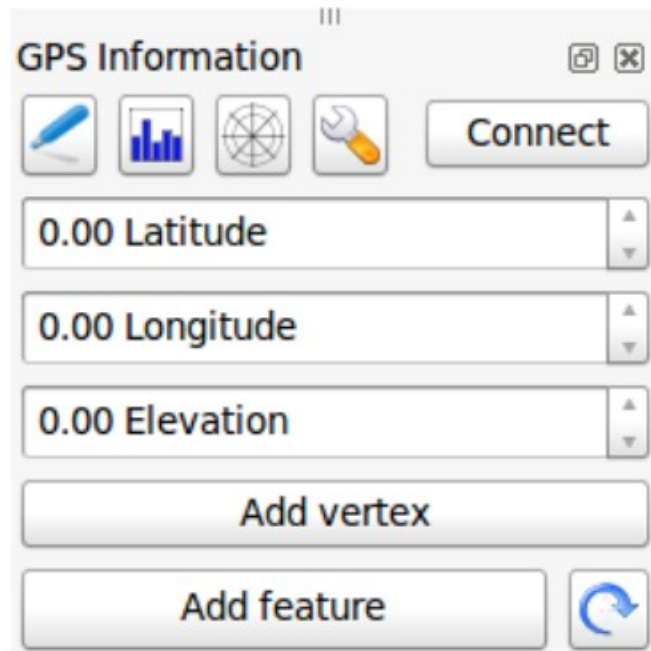 GPS Information
Connect
0.00 Latitude
0.00 Longitude
0.00 Elevation
Add vertex
Add feature